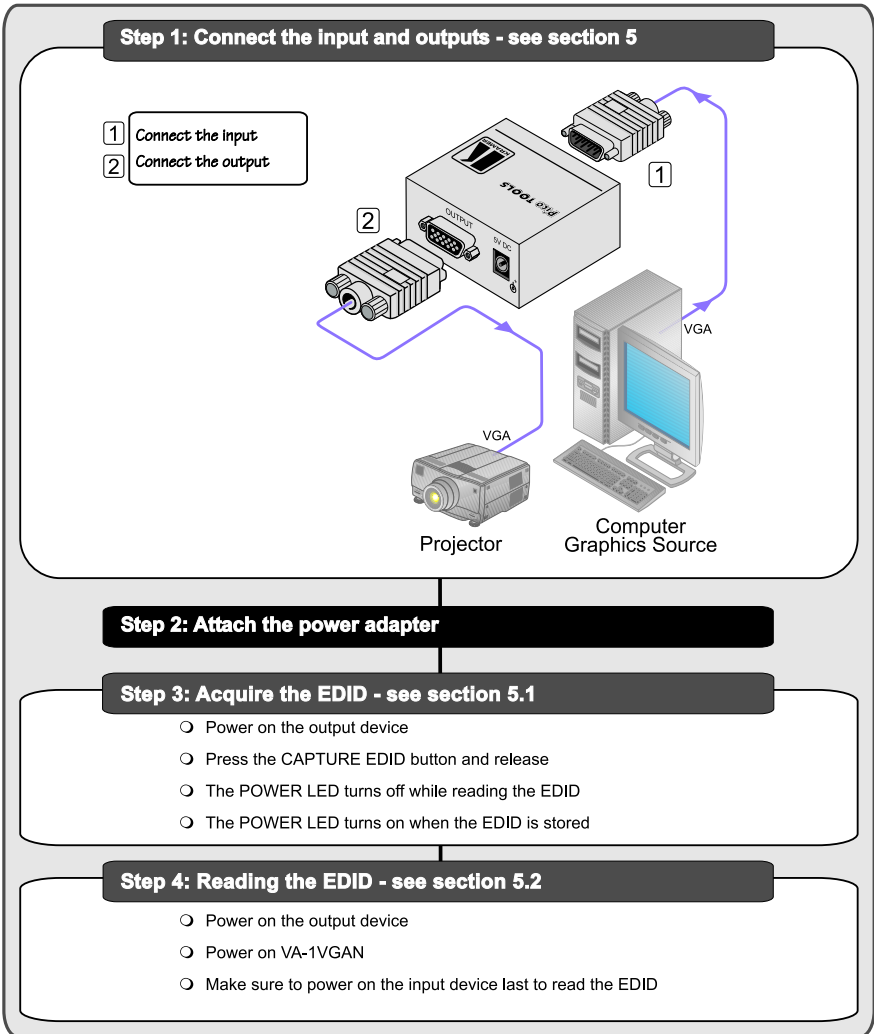 Step 1: Connect the input and outputs - see section 5
1 Connect the input
2 Connect the output
1
2
KRAMER
PICO TOOLS
OUTPUT
5V DC
VGA
VGA
Projector
Computer
Graphics Source
Step 2: Attach the power adapter
Step 3: Acquire the EDID - see section 5.1
Power on the output device
Press the CAPTURE EDID button and release
The POWER LED turns off while reading the EDID
The POWER LED turns on when the EDID is stored
Step 4: Reading the EDID - see section 5.2
Power on the output device
Power on VA-1VGAN
Make sure to power on the input device last to read the EDID